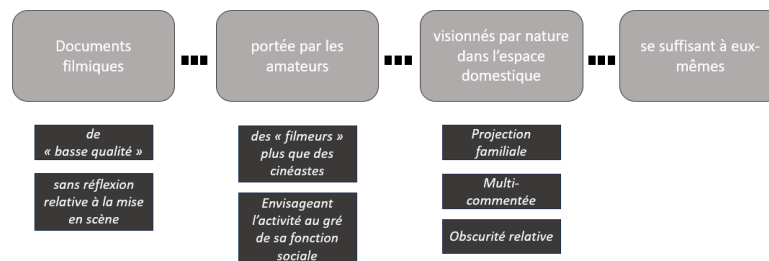 Documents
filmiques
portée par les
amateurs
visionnés par nature
dans l'espace
domestique
se suffisant à eux-
mêmes
de
« basse qualité »
sans réflexion
relative à la mise
en scène
des « filmeurs »
plus que des
cinéastes
Envisageant
l'activité au gré
de sa fonction
sociale
Projection
familiale
Multi-
commentée
Obscurité relative